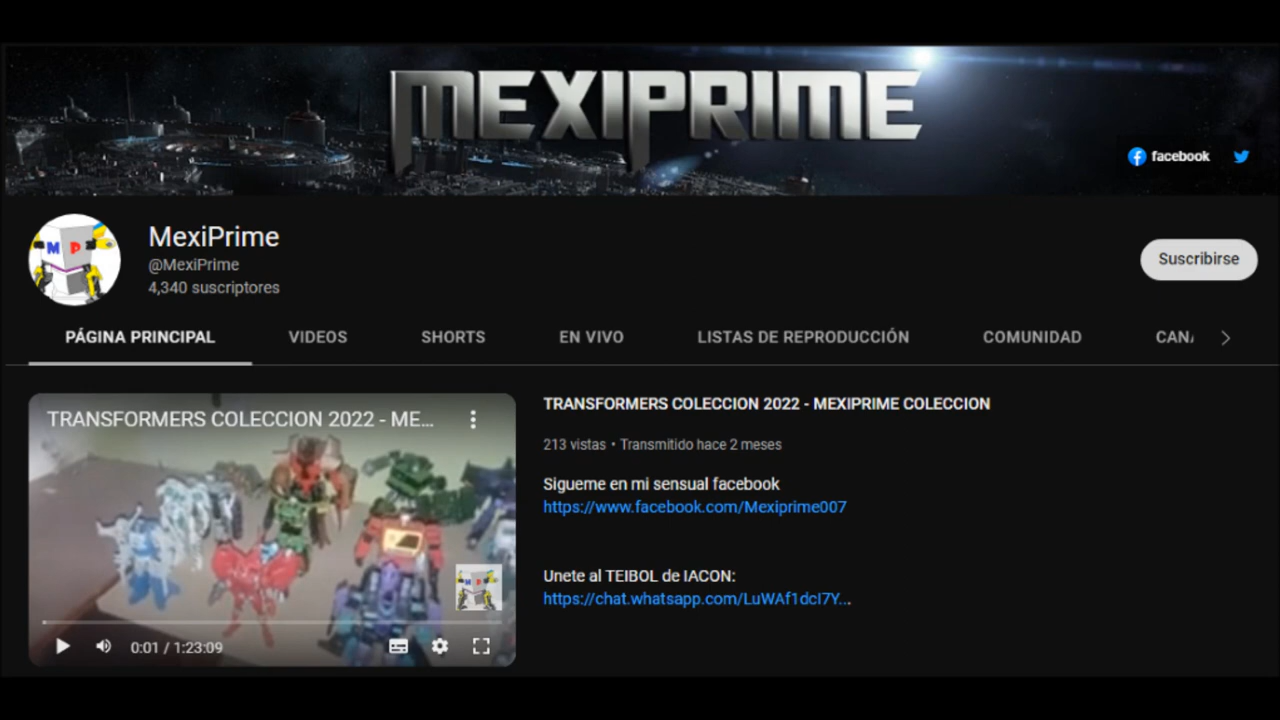 MEXIPRIME
facebook
M P
MexiPrime
@MexiPrime
4,340 suscriptores
Suscribirse
PÁGINA PRINCIPAL
VIDEOS
SHORTS
EN VIVO
LISTAS DE REPRODUCCIÓN
COMUNIDAD
TRANSFORMERS COLECCION 2022 - ME...
TRANSFORMERS COLECCION 2022 - MEXIPRIME COLECCION
213 vistas • Transmitido hace 2 meses
Sigueme en mi sensual facebook
https://www.facebook.com/Mexiprime007
Unete al TEIBOL de IACON:
https://chat.whatsapp.com/LuWAf1dcI7Y...
M P
0:01 / 1:23:09